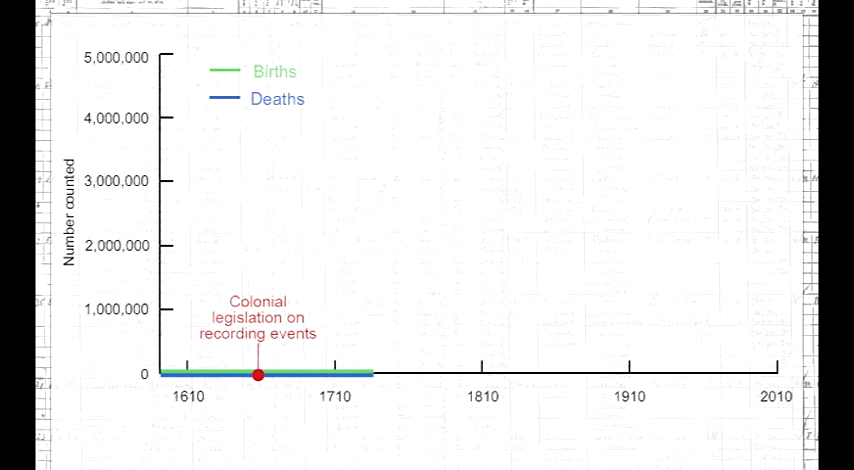 5,000,000
Births
Deaths
4,000,000
3,000,000
Number counted
2,000,000
1,000,000
Colonial
legislation on
recording events
0
1610
1710
1810
1910
2010